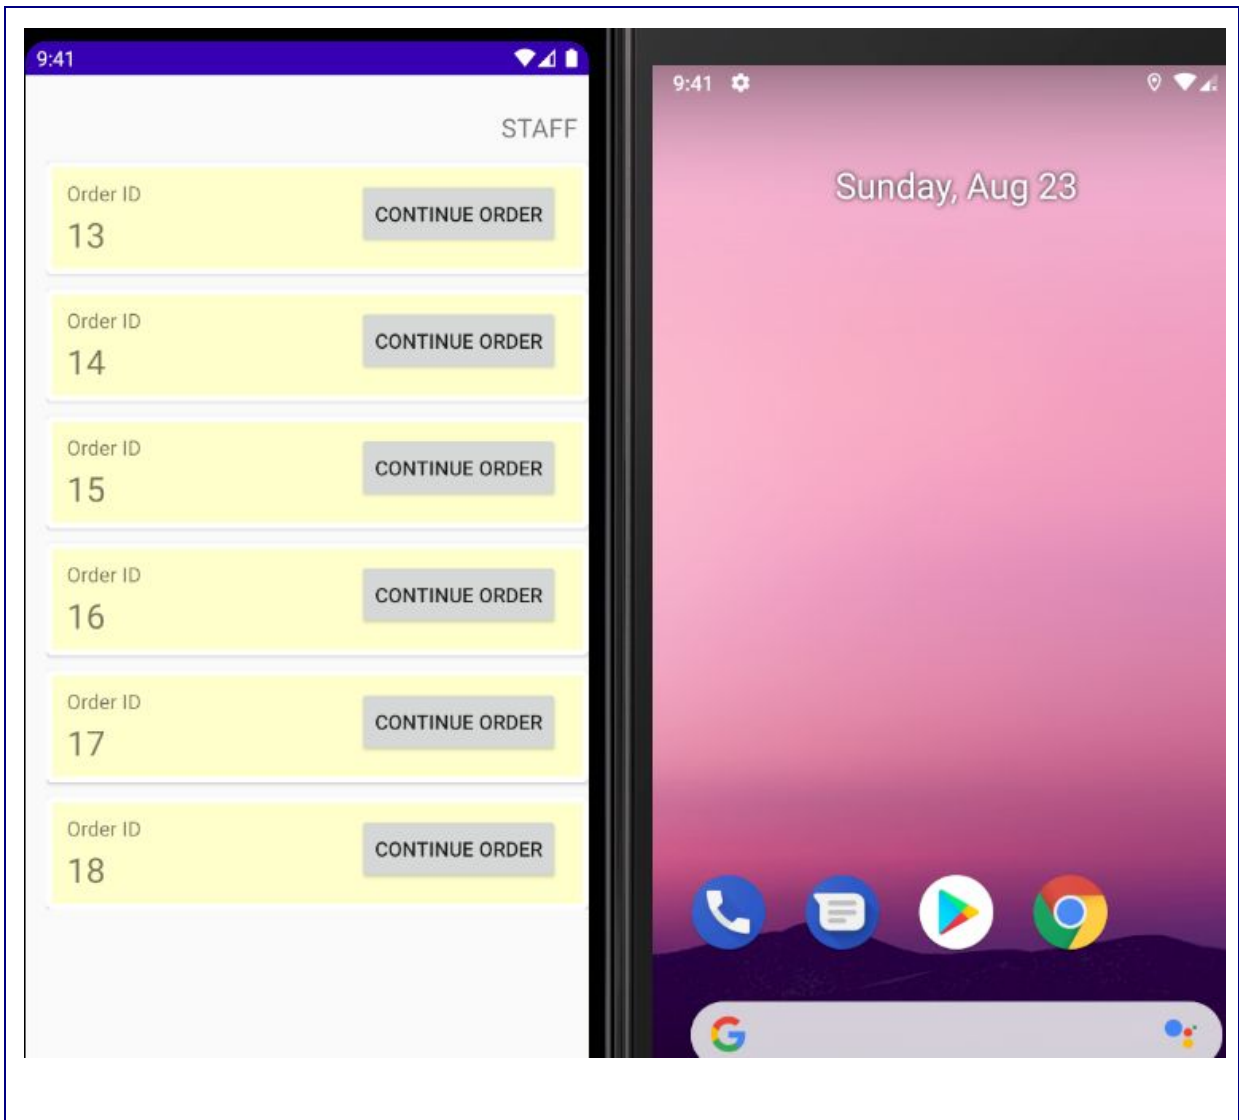 9:41
STAFF
Order ID
13
CONTINUE ORDER
Order ID
14
CONTINUE ORDER
Order ID
15
CONTINUE ORDER
Order ID
16
CONTINUE ORDER
Order ID
17
CONTINUE ORDER
Order ID
18
CONTINUE ORDER
9:41
Sunday, Aug 23
G